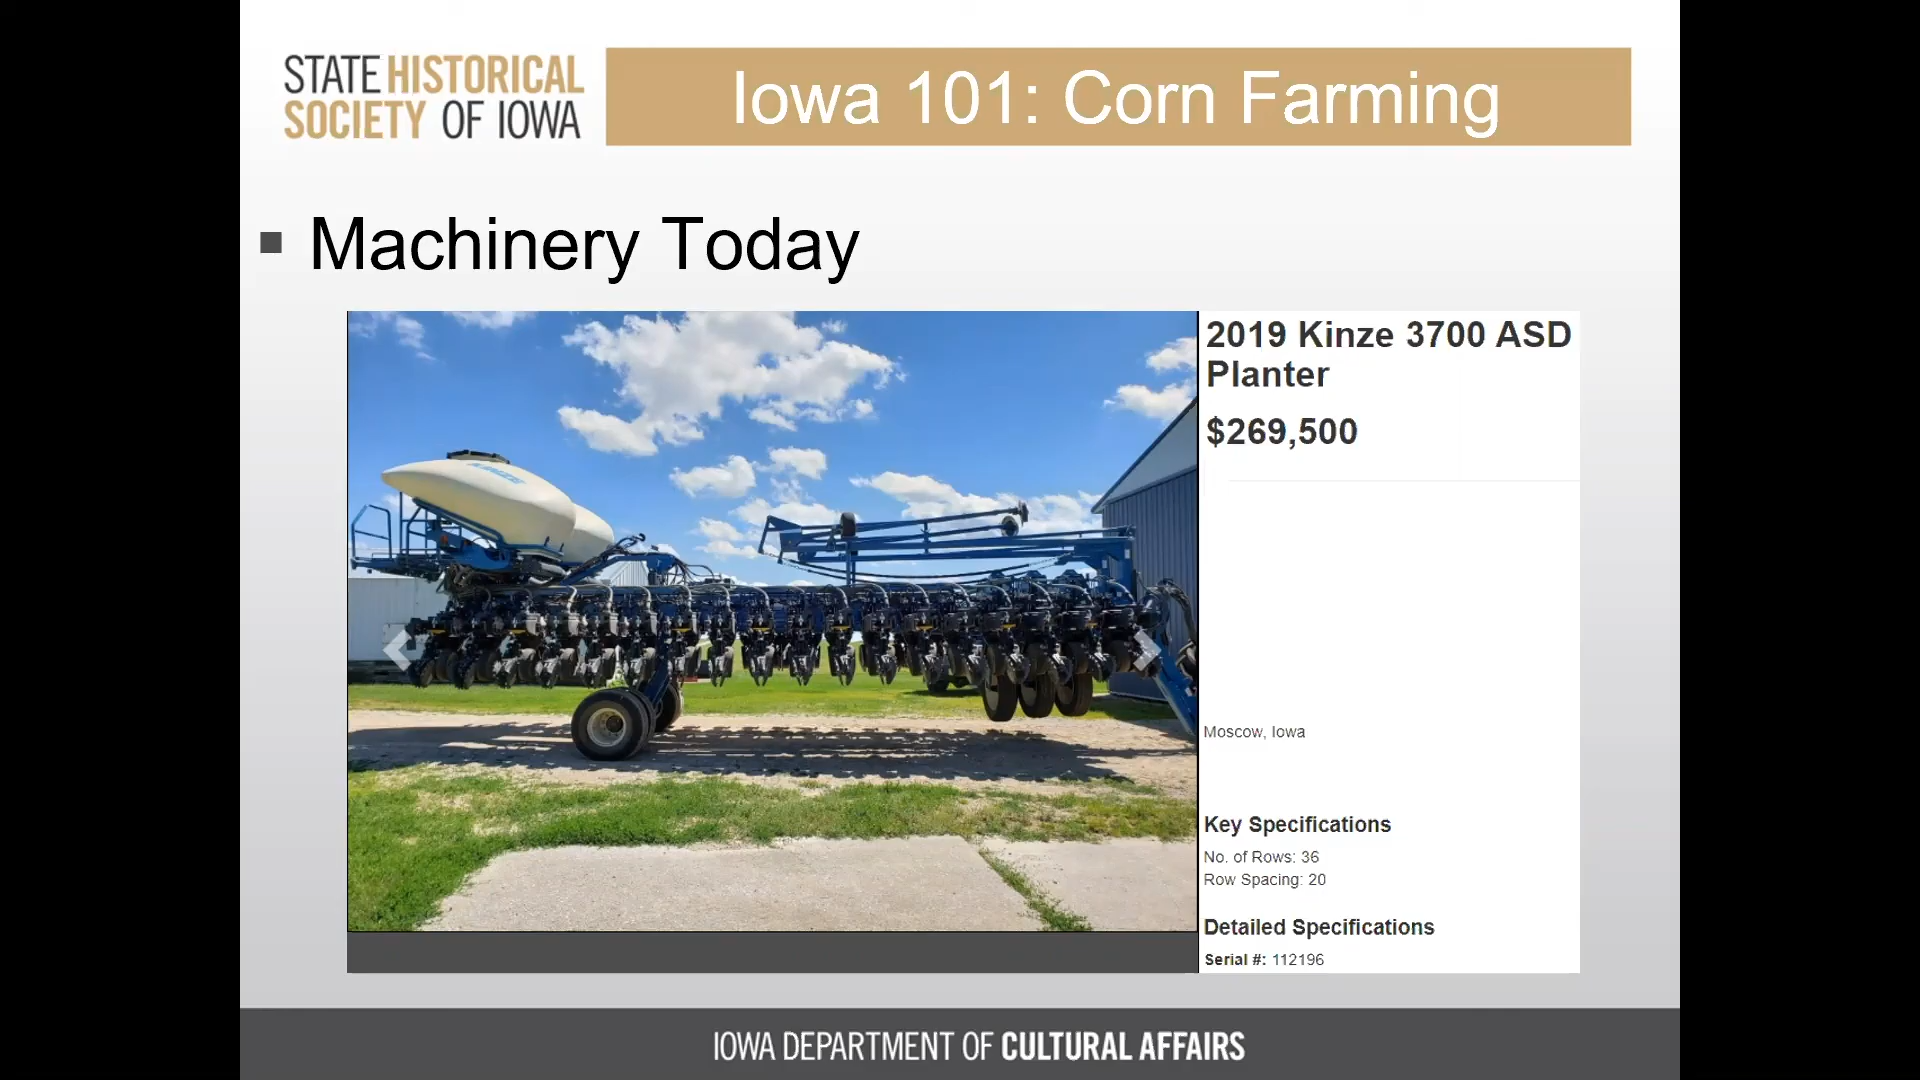 STATE HISTORICAL
SOCIETY OF IOWA
Iowa 101: Corn Farming
Machinery Today
2019 Kinze 3700 ASD
Planter
$269,500
KINZE
Moscow, Iowa
Key Specifications
No. of Rows: 36
Row Spacing: 20
Detailed Specifications
Serial #: 112196
IOWA DEPARTMENT OF CULTURAL AFFAIRS